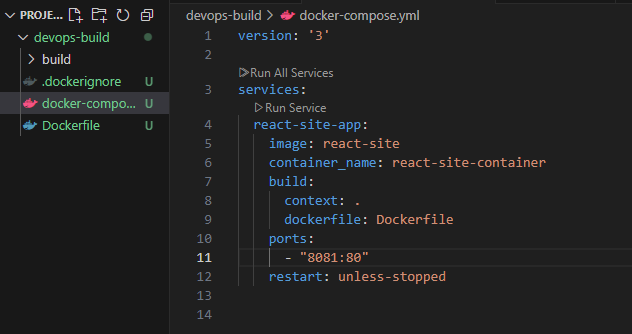 PROJE...
devops-build
build
.dockerignore U
docker-compo... U
Dockerfile U
devops-build > docker-compose.yml
1 version: '3'
2
Run All Services
3 services:
Run Service
4 react-site-app:
5 image: react-site
6 container_name: react-site-container
7 build:
8 context: .
9 dockerfile: Dockerfile
10 ports:
11 - "8081:80"
12 restart: unless-stopped
13
14